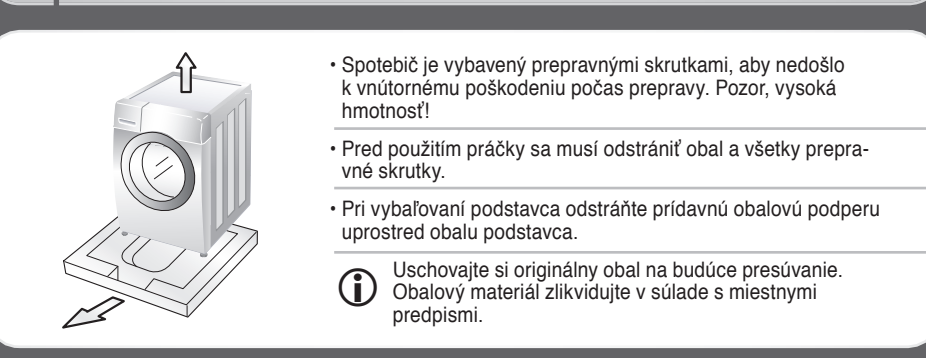 • Spotebič je vybavený prepravnými skrutkami, aby nedošlo
k vnútornému poškodeniu počas prepravy. Pozor, vysoká
hmotnosť!
• Pred použitím práčky sa musí odstrániť obal a všetky prepra-
vné skrutky.
• Pri vybaľovaní podstavca odstráňte prídavnú obalovú podperu
uprostred obalu podstavca.
Uschovajte si originálny obal na budúce presúvanie.
Obalový materiál zlikvidujte v súlade s miestnymi
predpismi.